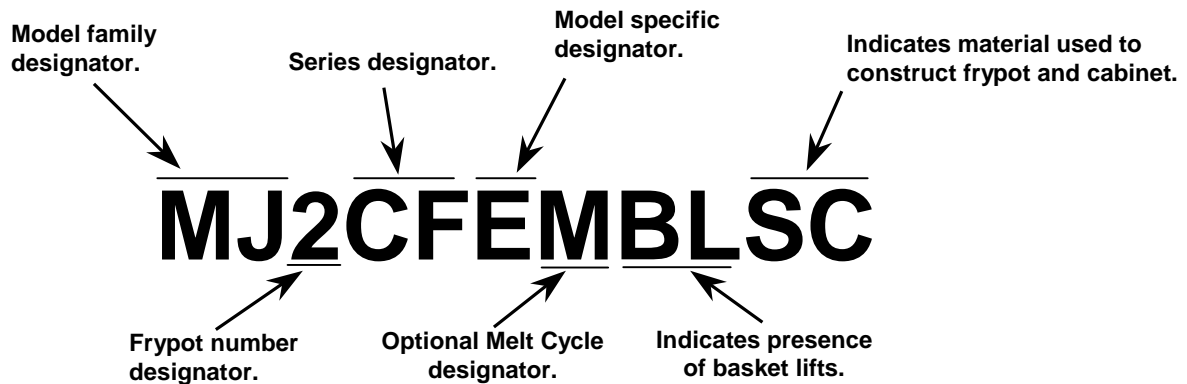 Model family
designator.
Series designator.
Model specific
designator.
Indicates material used to
construct frypot and cabinet.
MJ2CFEMBLSC
Frypot number
designator.
Optional Melt Cycle
designator.
Indicates presence
of basket lifts.